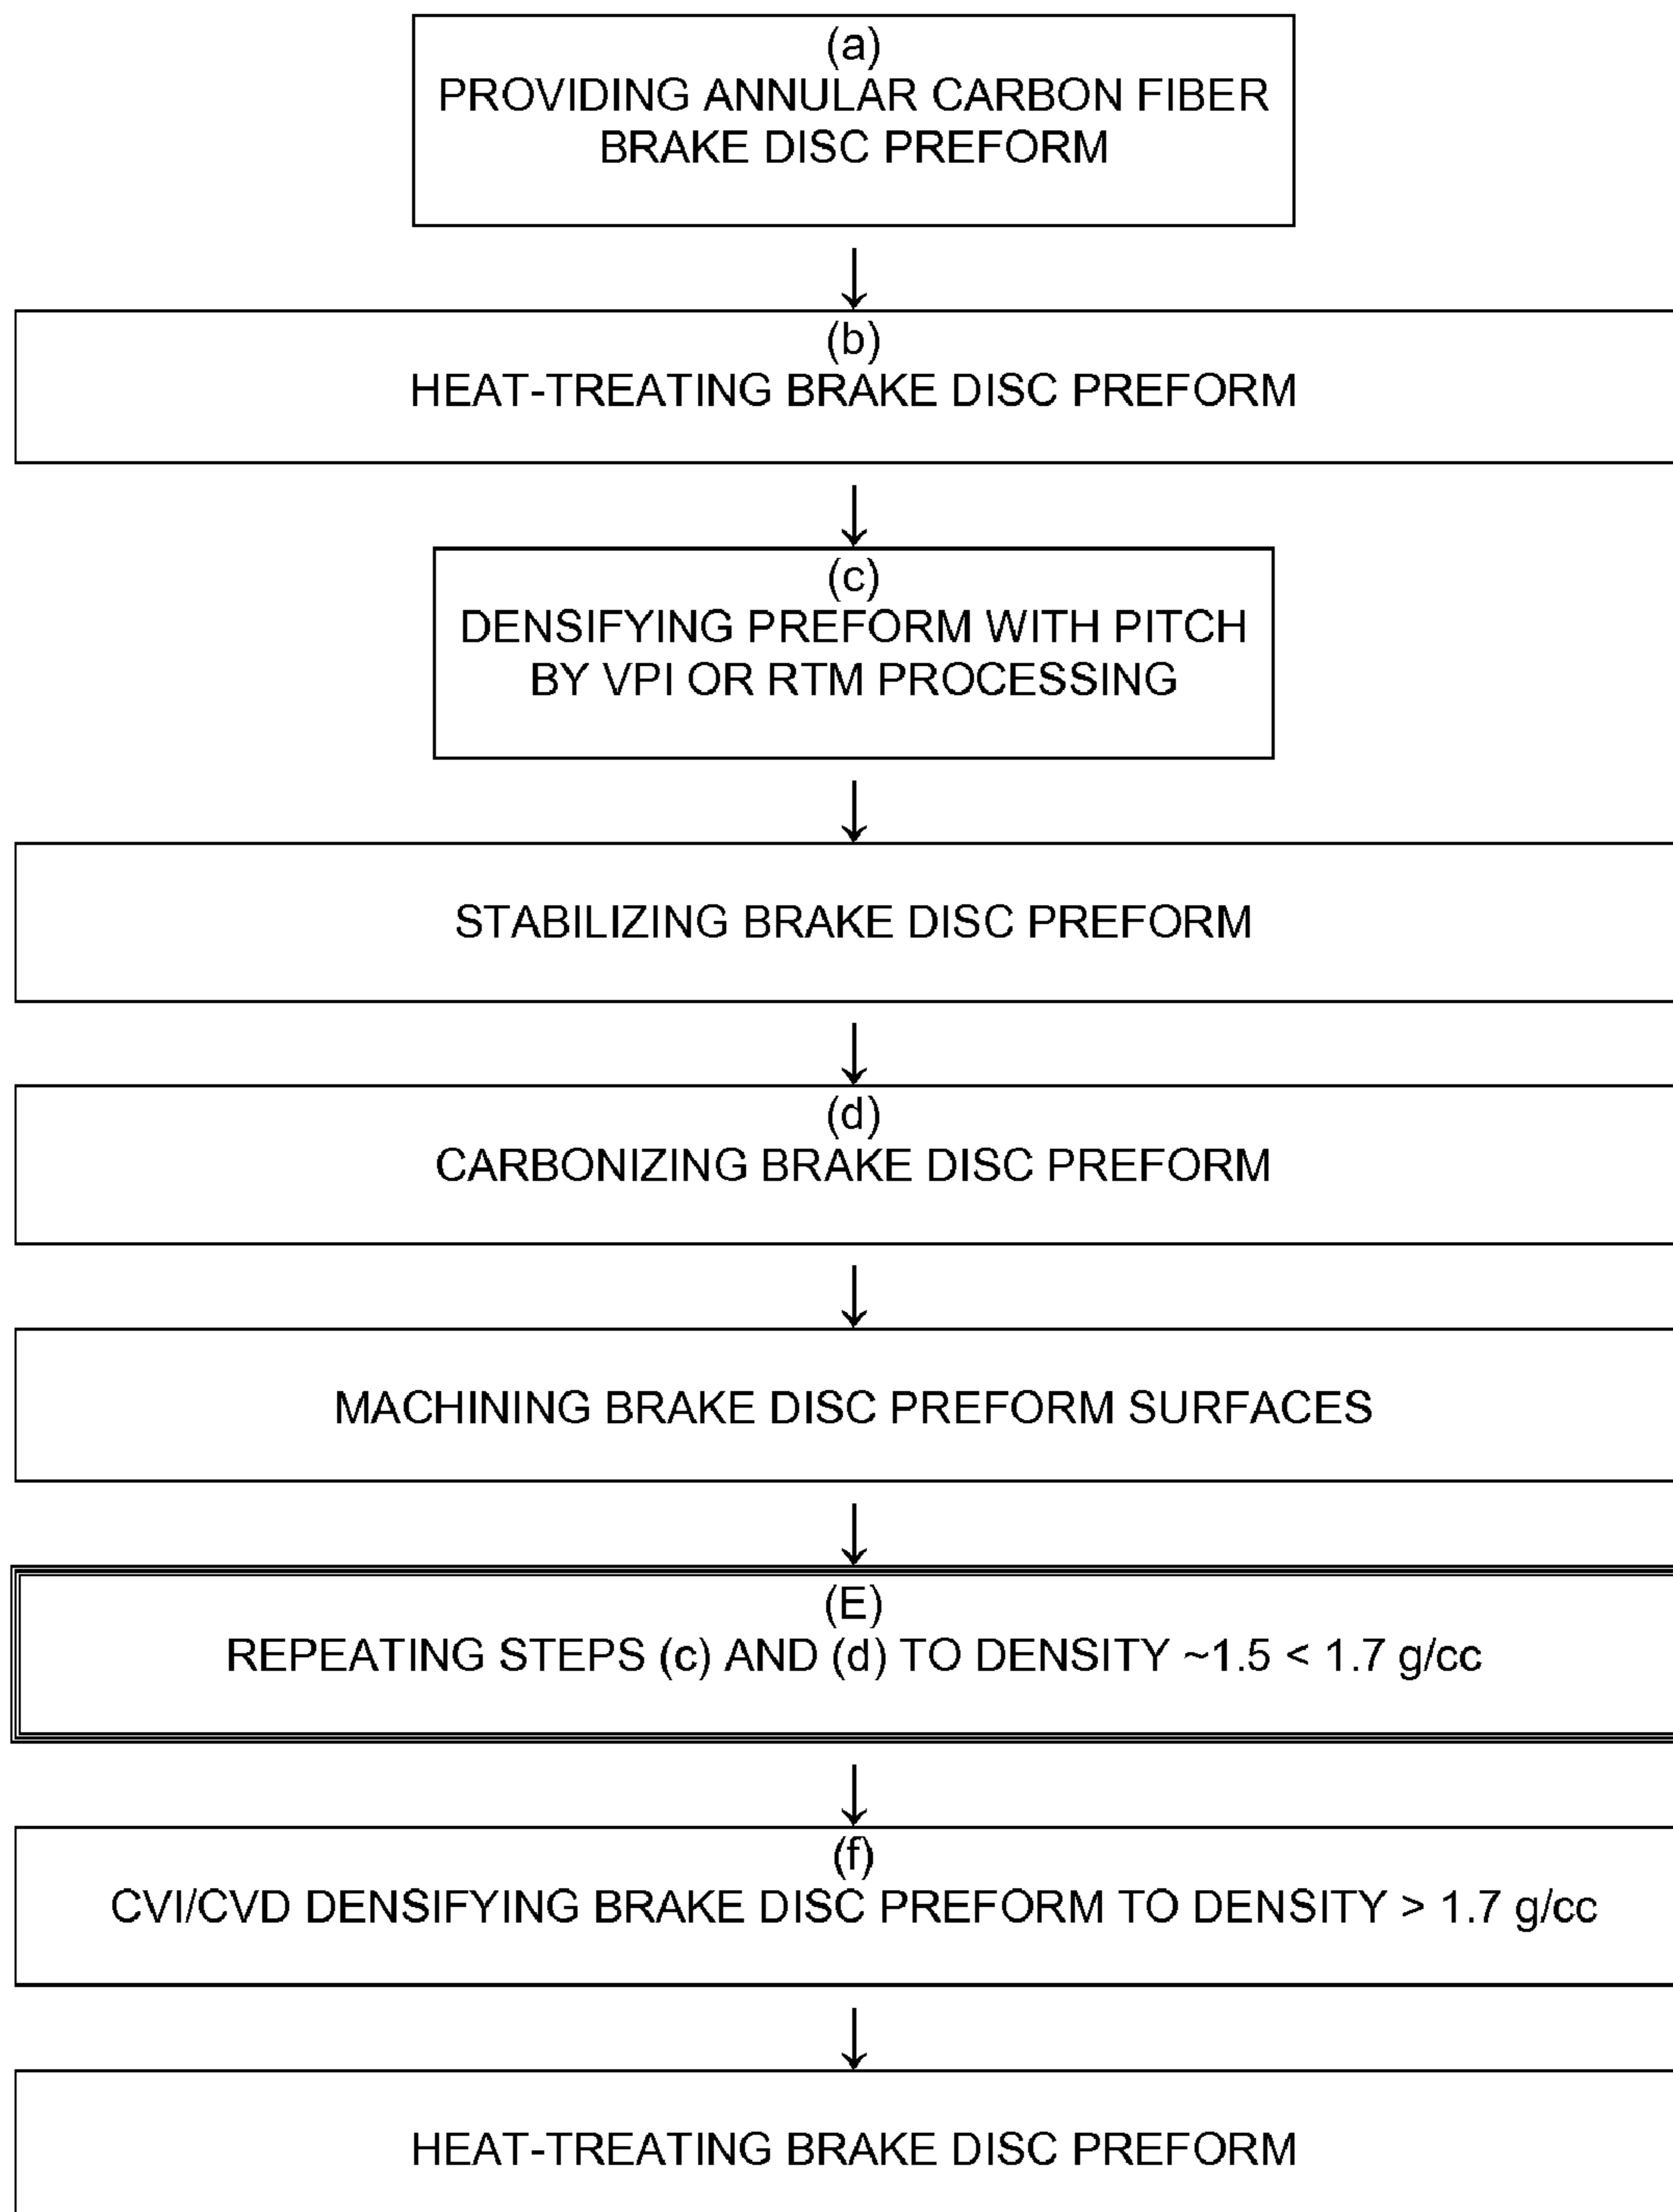 (a)
PROVIDING ANNULAR CARBON FIBER
BRAKE DISC PREFORM
(b)
HEAT-TREATING BRAKE DISC PREFORM
(c)
DENSIFYING PREFORM WITH PITCH
BY VPI OR RTM PROCESSING
STABILIZING BRAKE DISC PREFORM
(d)
CARBONIZING BRAKE DISC PREFORM
MACHINING BRAKE DISC PREFORM SURFACES
(E)
REPEATING STEPS (c) AND (d) TO DENSITY ~1.5 < 1.7 g/cc
(f)
CVI/CVD DENSIFYING BRAKE DISC PREFORM TO DENSITY > 1.7 g/cc
HEAT-TREATING BRAKE DISC PREFORM